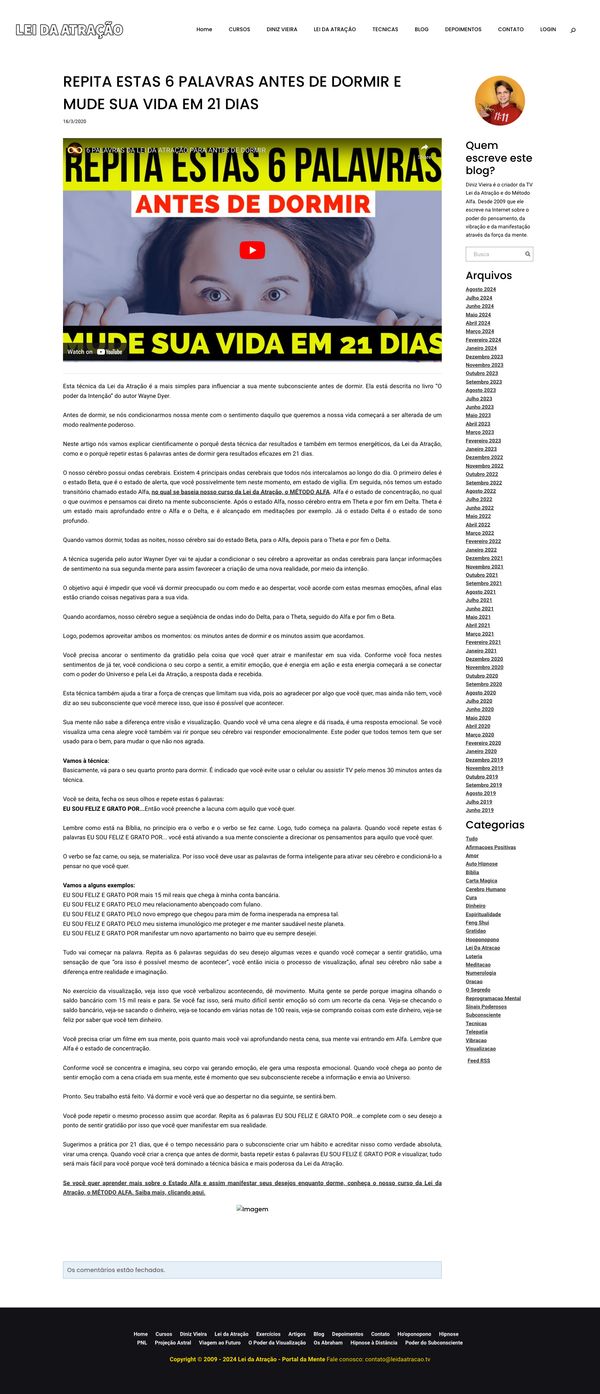 LEI DA ATRAÇÃO
Home CURSOS DINIZ VIEIRA LEI DA ATRAÇÃO TECNICAS BLOG DEPOIMENTOS CONTATO LOGIN
REPITA ESTAS 6 PALAVRAS ANTES DE DORMIR E
MUDE SUA VIDA EM 21 DIAS
16/3/2020
6 PALAVRAS DA LEI DA ATRAÇÃO PARA ANTES DE DORMIR
Share
REPITA ESTAS 6 PALAVRAS
ANTES DE DORMIR
MUDE SUA VIDA EM 21 DIAS
Watch on YouTube
Esta técnica da Lei da Atração é a mais simples para influenciar a sua mente subconsciente antes de dormir. Ela está descrita no livro "O
poder da Intenção" do autor Wayne Dyer.
Antes de dormir, se nós condicionarmos nossa mente com o sentimento daquilo que queremos a nossa vida começará a ser alterada de um
modo realmente poderoso.
Neste artigo nós vamos explicar cientificamente o porquê desta técnica dar resultados e também em termos energéticos, da Lei da Atração,
como e o porquê repetir estas 6 palavras antes de dormir gera resultados eficazes em 21 dias.
O nosso cérebro possui ondas cerebrais. Existem 4 principais ondas cerebrais que todos nós intercalamos ao longo do dia. O primeiro deles é
o estado Beta, que é o estado de alerta, que você possivelmente tem neste momento, em estado de vigília. Em seguida, nós temos um estado
transitório chamado estado Alfa, no qual se baseia nosso curso da Lei da Atração, o MÉTODO ALFA. Alfa é o estado de concentração, no qual
o que ouvimos e pensamos cai direto na mente subconsciente. Após o estado Alfa, nosso cérebro entra em Theta e por fim em Delta. Theta é
um estado mais aprofundado entre o Alfa e o Delta, e é alcançado em meditações por exemplo. Já o estado Delta é o estado de sono
profundo.
Quando vamos dormir, todas as noites, nosso cérebro sai do estado Beta, para o Alfa, depois para o Theta e por fim o Delta.
A técnica sugerida pelo autor Wayner Dyer vai te ajudar a condicionar o seu cérebro a aproveitar as ondas cerebrais para lançar informações
de sentimento na sua segunda mente para assim favorecer a criação de uma nova realidade, por meio da intenção.
O objetivo aqui é impedir que você vá dormir preocupado ou com medo e ao despertar, você acorde com estas mesmas emoções, afinal elas
estão criando coisas negativas para a sua vida.
Quando acordamos, nosso cérebro segue a seqüência de ondas indo do Delta, para o Theta, seguido do Alfa e por fim o Beta.
Logo, podemos aproveitar ambos os momentos: os minutos antes de dormir e os minutos assim que acordamos.
Você precisa ancorar o sentimento da gratidão pela coisa que você quer atrair e manifestar em sua vida. Conforme você foca nestes
sentimentos de já ter, você condiciona o seu corpo a sentir, a emitir emoção, que é energia em ação e esta energia começará a se conectar
com o poder do Universo e pela Lei da Atração, a resposta dada e recebida.
Esta técnica também ajuda a tirar a força de crenças que limitam sua vida, pois ao agradecer por algo que você quer, mas ainda não tem, você
diz ao seu subconsciente que você merece isso, que isso é possível que acontecer.
Sua mente não sabe a diferença entre visão e visualização. Quando você vê uma cena alegre e dá risada, é uma resposta emocional. Se você
visualiza uma cena alegre você também vai rir porque seu cérebro vai responder emocionalmente. Este poder que todos temos tem que ser
usado para o bem, para mudar o que não nos agrada.
Vamos à técnica:
Basicamente, vá para o seu quarto pronto para dormir. É indicado que você evite usar o celular ou assistir TV pelo menos 30 minutos antes da
técnica.
Você se deita, fecha os seus olhos e repete estas 6 palavras:
EU SOU FELIZ E GRATO POR...Então você preenche a lacuna com aquilo que você quer.
Lembre como está na Bíblia, no princípio era o verbo e o verbo se fez carne. Logo, tudo começa na palavra. Quando você repete estas 6
palavras EU SOU FELIZ E GRATO POR... você está ativando a sua mente consciente a direcionar os pensamentos para aquilo que você quer.
O verbo se faz carne, ou seja, se materializa. Por isso você deve usar as palavras de forma inteligente para ativar seu cérebro e condicioná-lo a
pensar no que você quer.
Vamos a alguns exemplos:
EU SOU FELIZ E GRATO POR mais 15 mil reais que chega à minha conta bancária.
EU SOU FELIZ E GRATO PELO meu relacionamento abençoado com fulano.
EU SOU FELIZ E GRATO PELO novo emprego que chegou para mim de forma inesperada na empresa tal.
EU SOU FELIZ E GRATO PELO meu sistema imunológico me proteger e me manter saudável neste planeta.
EU SOU FELIZ E GRATO POR manifestar um novo apartamento no bairro que eu sempre desejei.
Tudo vai começar na palavra. Repita as 6 palavras seguidas do seu desejo algumas vezes e quando você começar a sentir gratidão, uma
sensação de que "ora isso é possível mesmo de acontecer", você então inicia o processo de visualização, afinal seu cérebro não sabe a
diferença entre realidade e imaginação.
No exercício da visualização, veja isso que você verbalizou acontecendo, dê movimento. Muita gente se perde porque imagina olhando o
saldo bancário com 15 mil reais e para. Se você faz isso, será muito difícil sentir emoção só com um recorte da cena. Veja-se checando o
saldo bancário, veja-se sacando o dinheiro, veja-se tocando em várias notas de 100 reais, veja-se comprando coisas com este dinheiro, veja-se
feliz por saber que você tem dinheiro.
Você precisa criar um filme em sua mente, pois quanto mais você vai aprofundando nesta cena, sua mente vai entrando em Alfa. Lembre que
Alfa é o estado de concentração.
Conforme você se concentra e imagina, seu corpo vai gerando emoção, ele gera uma resposta emocional. Quando você chega ao ponto de
sentir emoção com a cena criada em sua mente, este é momento que seu subconsciente recebe a informação e envia ao Universo.
Pronto. Seu trabalho está feito. Vá dormir e você verá que ao despertar no dia seguinte, se sentirá bem.
Você pode repetir o mesmo processo assim que acordar. Repita as 6 palavras EU SOU FELIZ E GRATO POR...e complete com o seu desejo a
ponto de sentir gratidão por isso que você quer manifestar em sua realidade.
Sugerimos a prática por 21 dias, que é o tempo necessário para o subconsciente criar um hábito e acreditar nisso como verdade absoluta,
virar uma crença. Quando você criar a crença que antes de dormir, basta repetir estas 6 palavras EU SOU FELIZ E GRATO POR e visualizar, tudo
será mais fácil para você porque você terá dominado a técnica básica e mais poderosa da Lei da Atração.
Se você quer aprender mais sobre o Estado Alfa e assim manifestar seus desejos enquanto dorme, conheça o nosso curso da Lei da
Atração, o MÉTODO ALFA. Saiba mais, clicando aqui.
Imagem
Os comentários estão fechados.
11:11
Quem
escreve este
blog?
Diniz Vieira é o criador da TV
Lei da Atração e do Método
Alfa. Desde 2009 que ele
escreve na Internet sobre o
poder do pensamento, da
vibração e da manifestação
através da força da mente.
Busca
Arquivos
Agosto 2024
Julho 2024
Junho 2024
Maio 2024
Abril 2024
Março 2024
Fevereiro 2024
Janeiro 2024
Dezembro 2023
Novembro 2023
Outubro 2023
Setembro 2023
Agosto 2023
Julho 2023
Junho 2023
Maio 2023
Abril 2023
Março 2023
Fevereiro 2023
Janeiro 2023
Dezembro 2022
Novembro 2022
Outubro 2022
Setembro 2022
Agosto 2022
Julho 2022
Junho 2022
Maio 2022
Abril 2022
Março 2022
Fevereiro 2022
Janeiro 2022
Dezembro 2021
Novembro 2021
Outubro 2021
Setembro 2021
Agosto 2021
Julho 2021
Junho 2021
Maio 2021
Abril 2021
Março 2021
Fevereiro 2021
Janeiro 2021
Dezembro 2020
Novembro 2020
Outubro 2020
Setembro 2020
Agosto 2020
Julho 2020
Junho 2020
Maio 2020
Abril 2020
Março 2020
Fevereiro 2020
Janeiro 2020
Dezembro 2019
Novembro 2019
Outubro 2019
Setembro 2019
Agosto 2019
Julho 2019
Junho 2019
Categorias
Tudo
Afirmacoes Positivas
Amor
Auto Hipnose
Bíblia
Carta Magica
Cerebro Humano
Cura
Dinheiro
Espiritualidade
Feng Shui
Gratidao
Hooponopono
Lei Da Atracao
Loteria
Meditacao
Numerologia
Oracao
O Segredo
Reprogramacao Mental
Sinais Poderosos
Subconsciente
Tecnicas
Telepatia
Vibracao
Visualizacao
Feed RSS
Home Cursos Diniz Vieira Lei da Atração Exercícios Artigos Blog Depoimentos Contato Ho'oponopono Hipnose
PNL Projeção Astral Viagem ao Futuro O Poder da Visualização Os Abraham Hipnose à Distância Poder do Subconsciente
Copyright © 2009 - 2024 Lei da Atração - Portal da Mente Fale conosco: contato@leidaatracao.tv